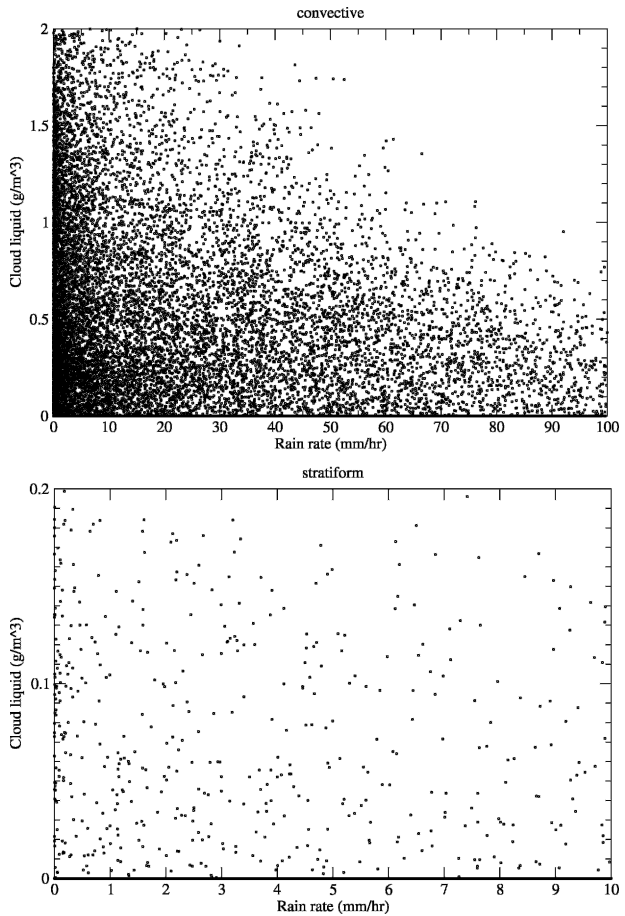 convective
2
1.5
1
0.5
0
Cloud liquid (g/m^3)
0 10 20 30 40 50 60 70 80 90 100
Rain rate (mm/hr)
stratiform
0.2
0.1
0
Cloud liquid (g/m^3)
0 1 2 3 4 5 6 7 8 9 10
Rain rate (mm/hr)